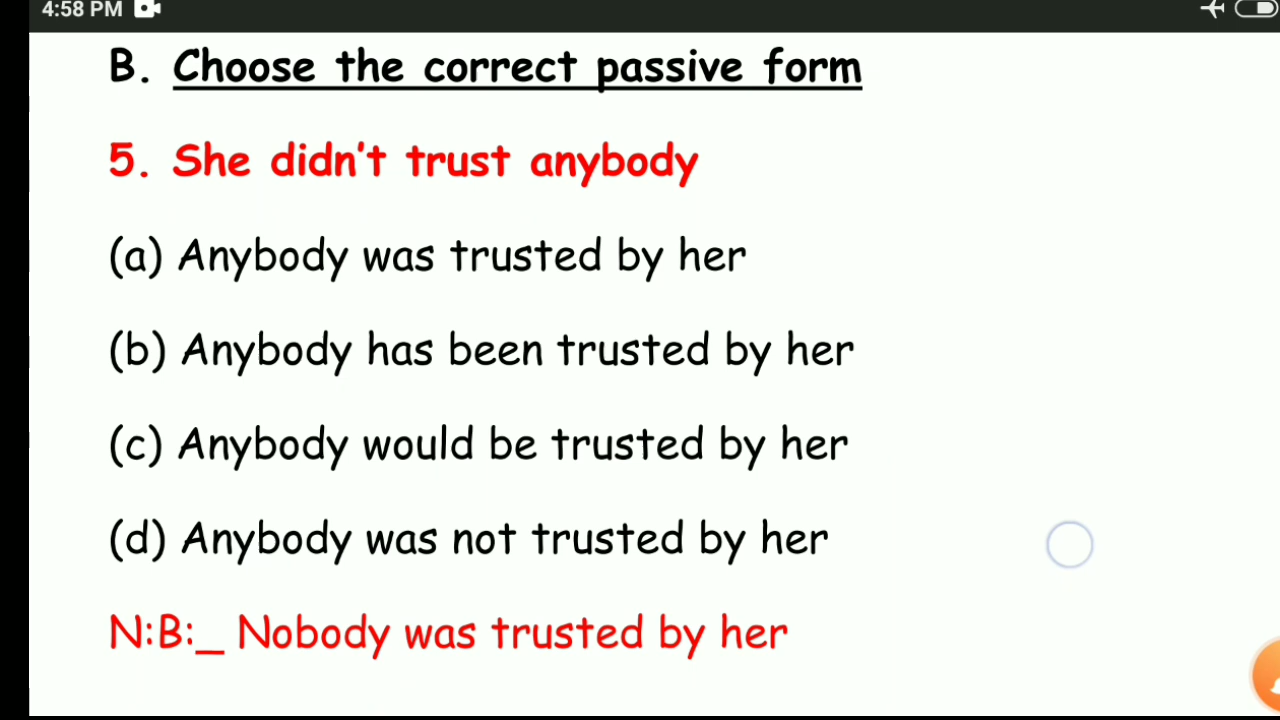 4:58 PM
B. Choose the correct passive form
5. She didn't trust anybody
(a) Anybody was trusted by her
(b) Anybody has been trusted by her
(c) Anybody would be trusted by her
(d) Anybody was not trusted by her
N:B:_ Nobody was trusted by her